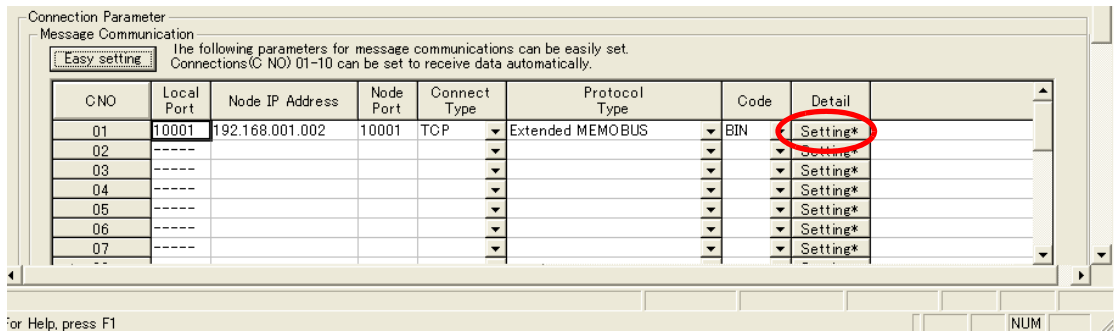 Connection Parameter
Message Communication
Easy setting
The following parameters for message communications can be easily set.
Connections(C NO) 01-10 can be set to receive data automatically.
CNO Local Port Node IP Address Node Port Connect Type Protocol Type Code Detail
01 10001 192.168.001.002 10001 TCP Extended MEMOBUS BIN Setting*
02 ----- Setting*
03 ----- Setting*
04 ----- Setting*
05 ----- Setting*
06 ----- Setting*
07 ----- Setting*
For Help, press F1 NUM